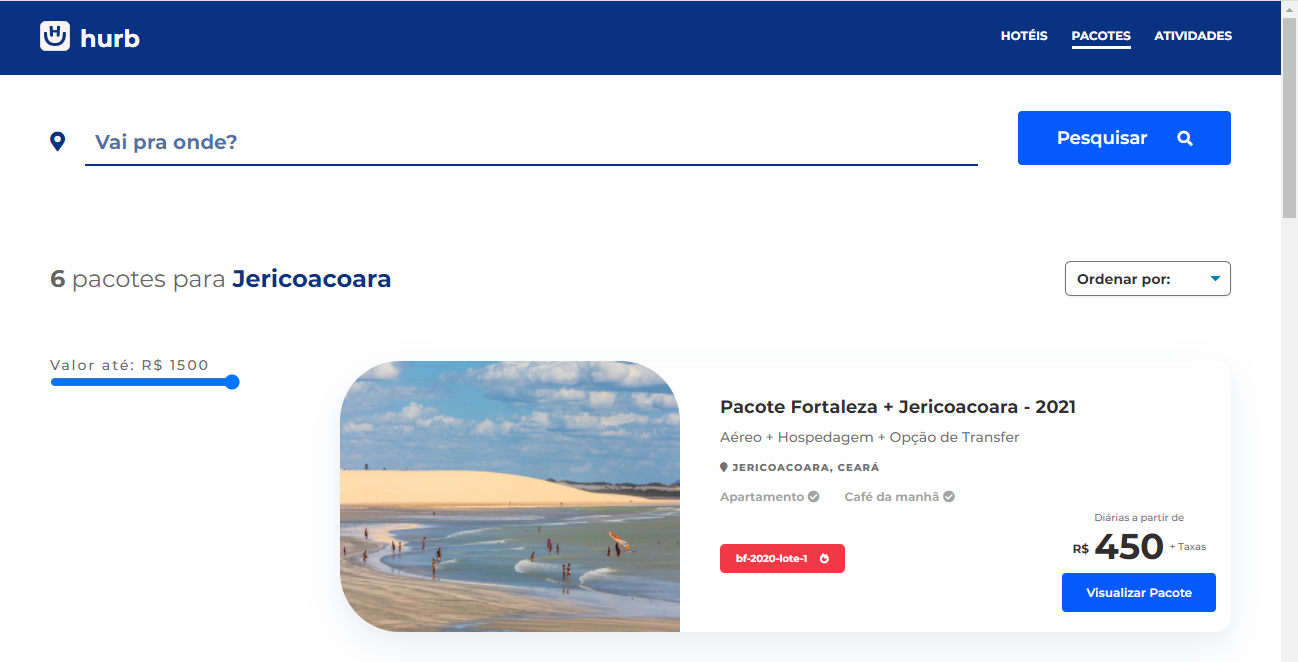 hurb
HOTÉIS PACOTES ATIVIDADES
Vai pra onde?
Pesquisar
6 pacotes para Jericoacoara
Ordenar por:
Valor até: R$ 1500
Pacote Fortaleza + Jericoacoara - 2021
Aéreo + Hospedagem + Opção de Transfer
JERICOACOARA, CEARÁ
Apartamento Café da manhã
bf-2020-lote-1
Diárias a partir de
R$ 450 + Taxas
Visualizar Pacote